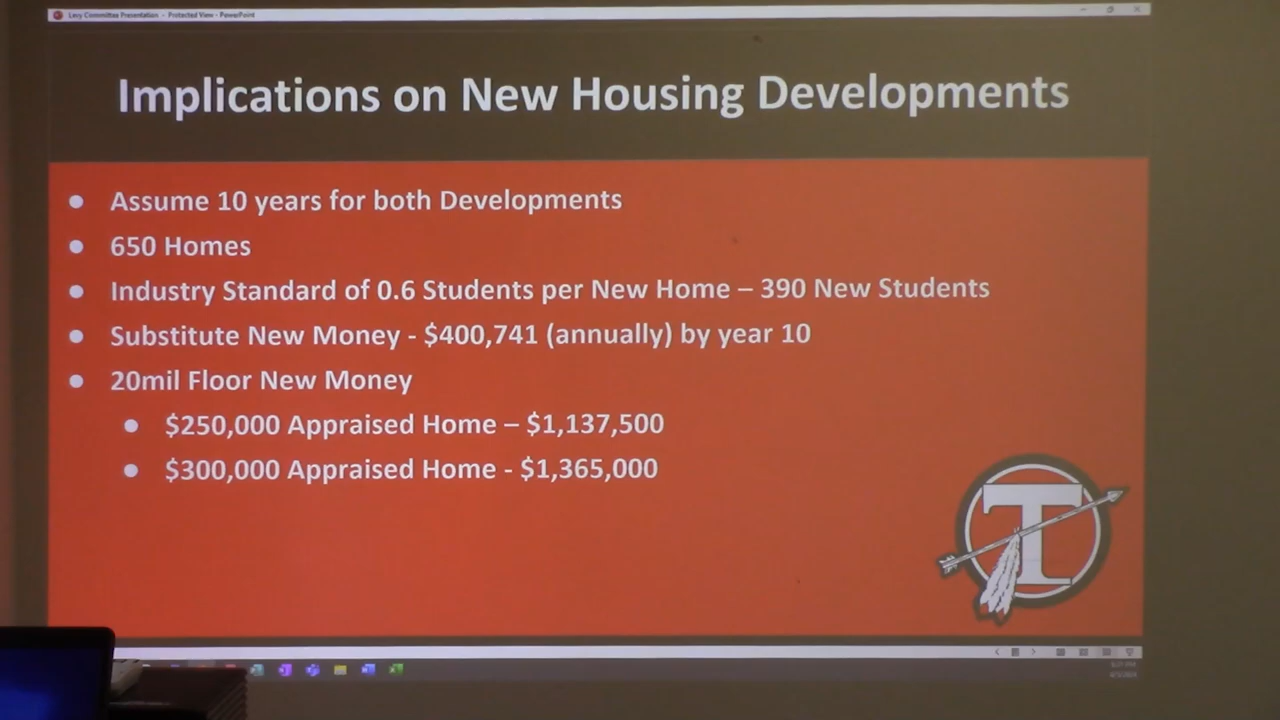 Levy Committee Presentation - Protected View - PowerPoint
Implications on New Housing Developments
Assume 10 years for both Developments
650 Homes
Industry Standard of 0.6 Students per New Home – 390 New Students
Substitute New Money - $400,741 (annually) by year 10
20mil Floor New Money
$250,000 Appraised Home – $1,137,500
$300,000 Appraised Home - $1,365,000
T